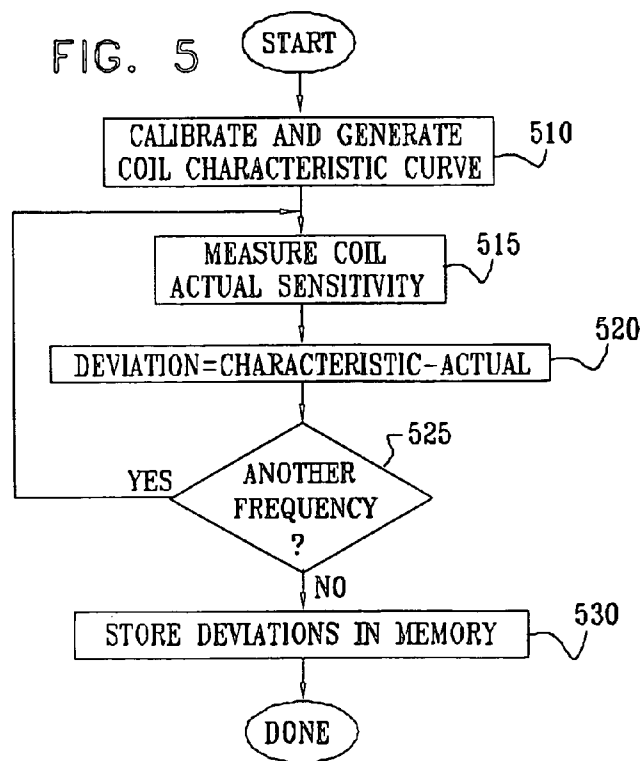 FIG. 5
START
CALIBRATE AND GENERATE
COIL CHARACTERISTIC CURVE
510
MEASURE COIL
ACTUAL SENSITIVITY
515
DEVIATION=CHARACTERISTIC-ACTUAL
520
525
YES
ANOTHER
FREQUENCY
?
NO
STORE DEVIATIONS IN MEMORY
530
DONE